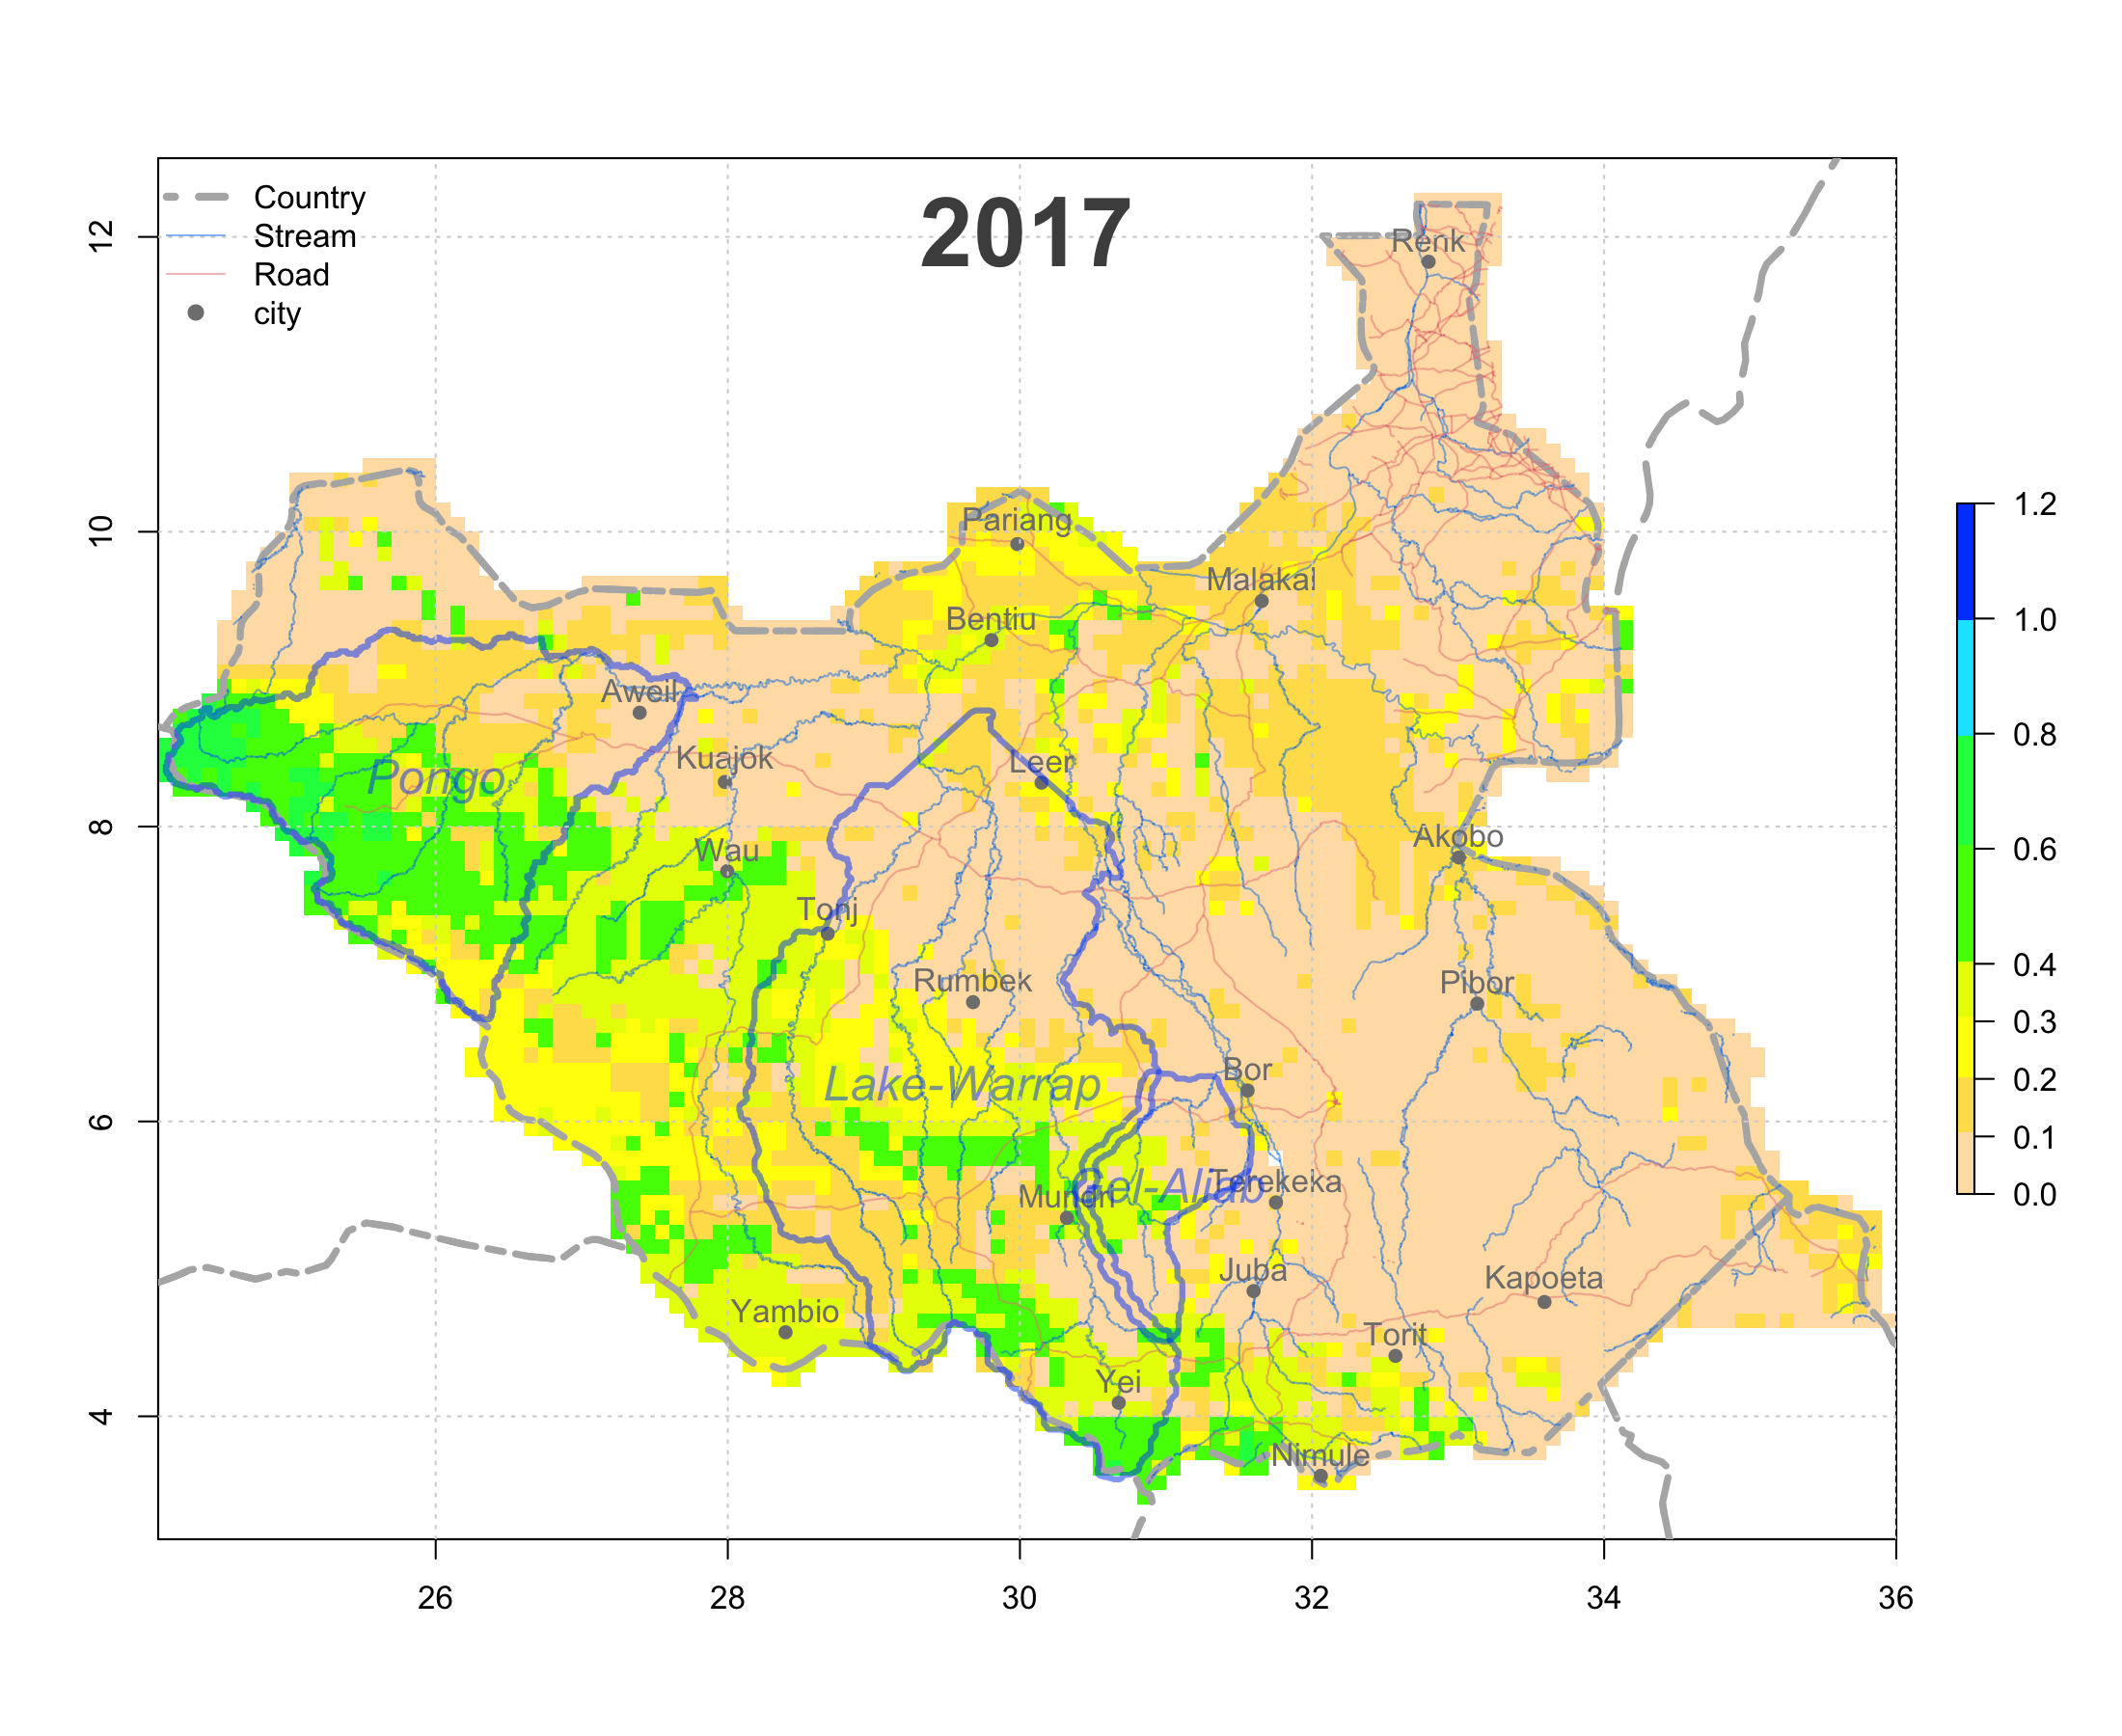 2017
Country
Stream
Road
city
Renk
Pariang
Malakal
Bentiu
Aweil
Kuajok
Leer
Pongo
Wau
Akobo
Tonj
Rumbek
Pibor
Bor
Lake-Warrap
Terekeka
Mundri
Juba
Kapoeta
Yambio
Torit
Yei
Nimule
12
10
8
6
4
26
28
30
32
34
36
1.2
1.0
0.8
0.6
0.4
0.3
0.2
0.1
0.0